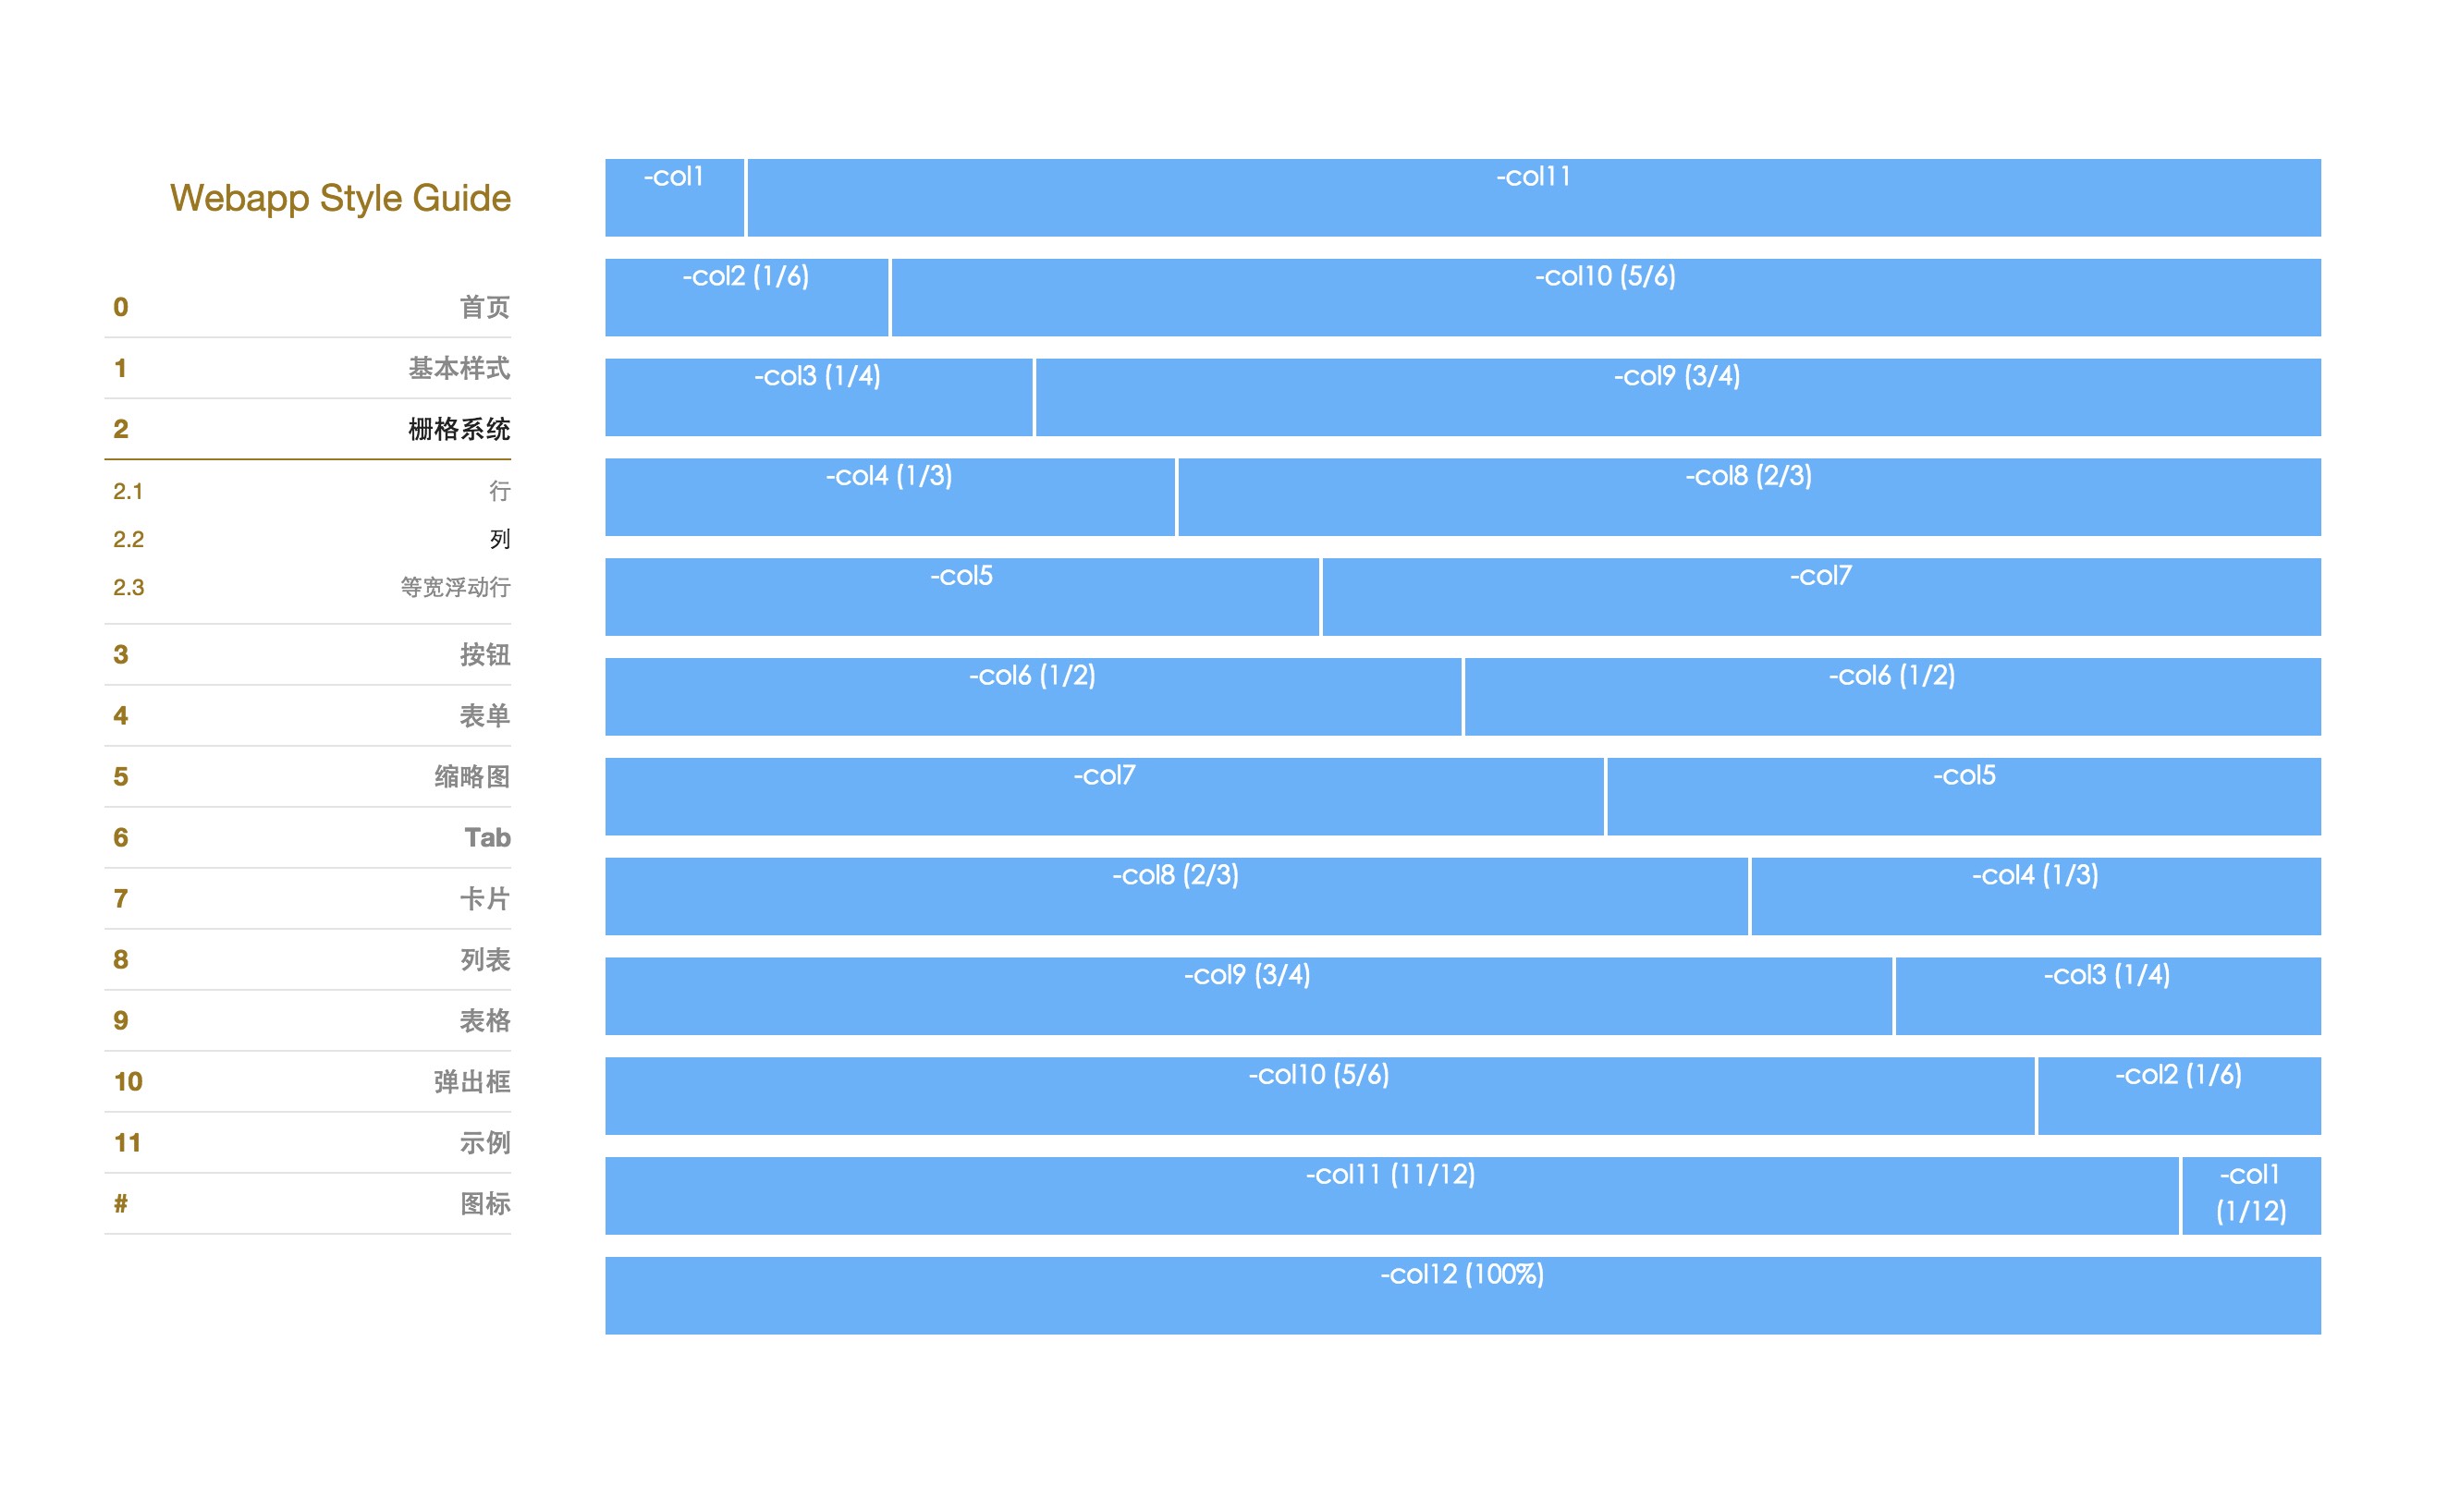 Webapp Style Guide
0 首页
1 基本样式
2 栅格系统
2.1 行
2.2 列
2.3 等宽浮动行
3 按钮
4 表单
5 缩略图
6 Tab
7 卡片
8 列表
9 表格
10 弹出框
11 示例
# 图标
-col1 -col11
-col2 (1/6) -col10 (5/6)
-col3 (1/4) -col9 (3/4)
-col4 (1/3) -col8 (2/3)
-col5 -col7
-col6 (1/2) -col6 (1/2)
-col7 -col5
-col8 (2/3) -col4 (1/3)
-col9 (3/4) -col3 (1/4)
-col10 (5/6) -col2 (1/6)
-col11 (11/12) -col1
(1/12)
-col12 (100%)